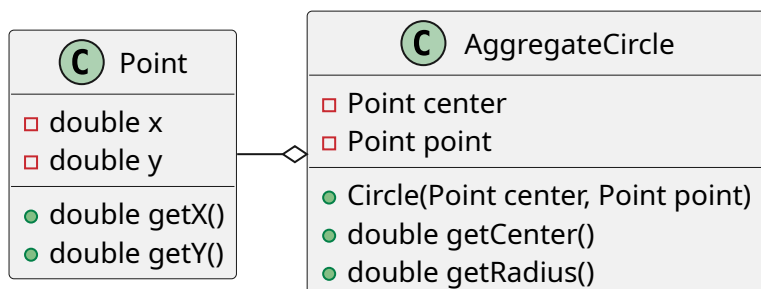 C Point
double x
double y
double getX()
double getY()
C AggregateCircle
Point center
Point point
Circle(Point center, Point point)
double getCenter()
double getRadius()